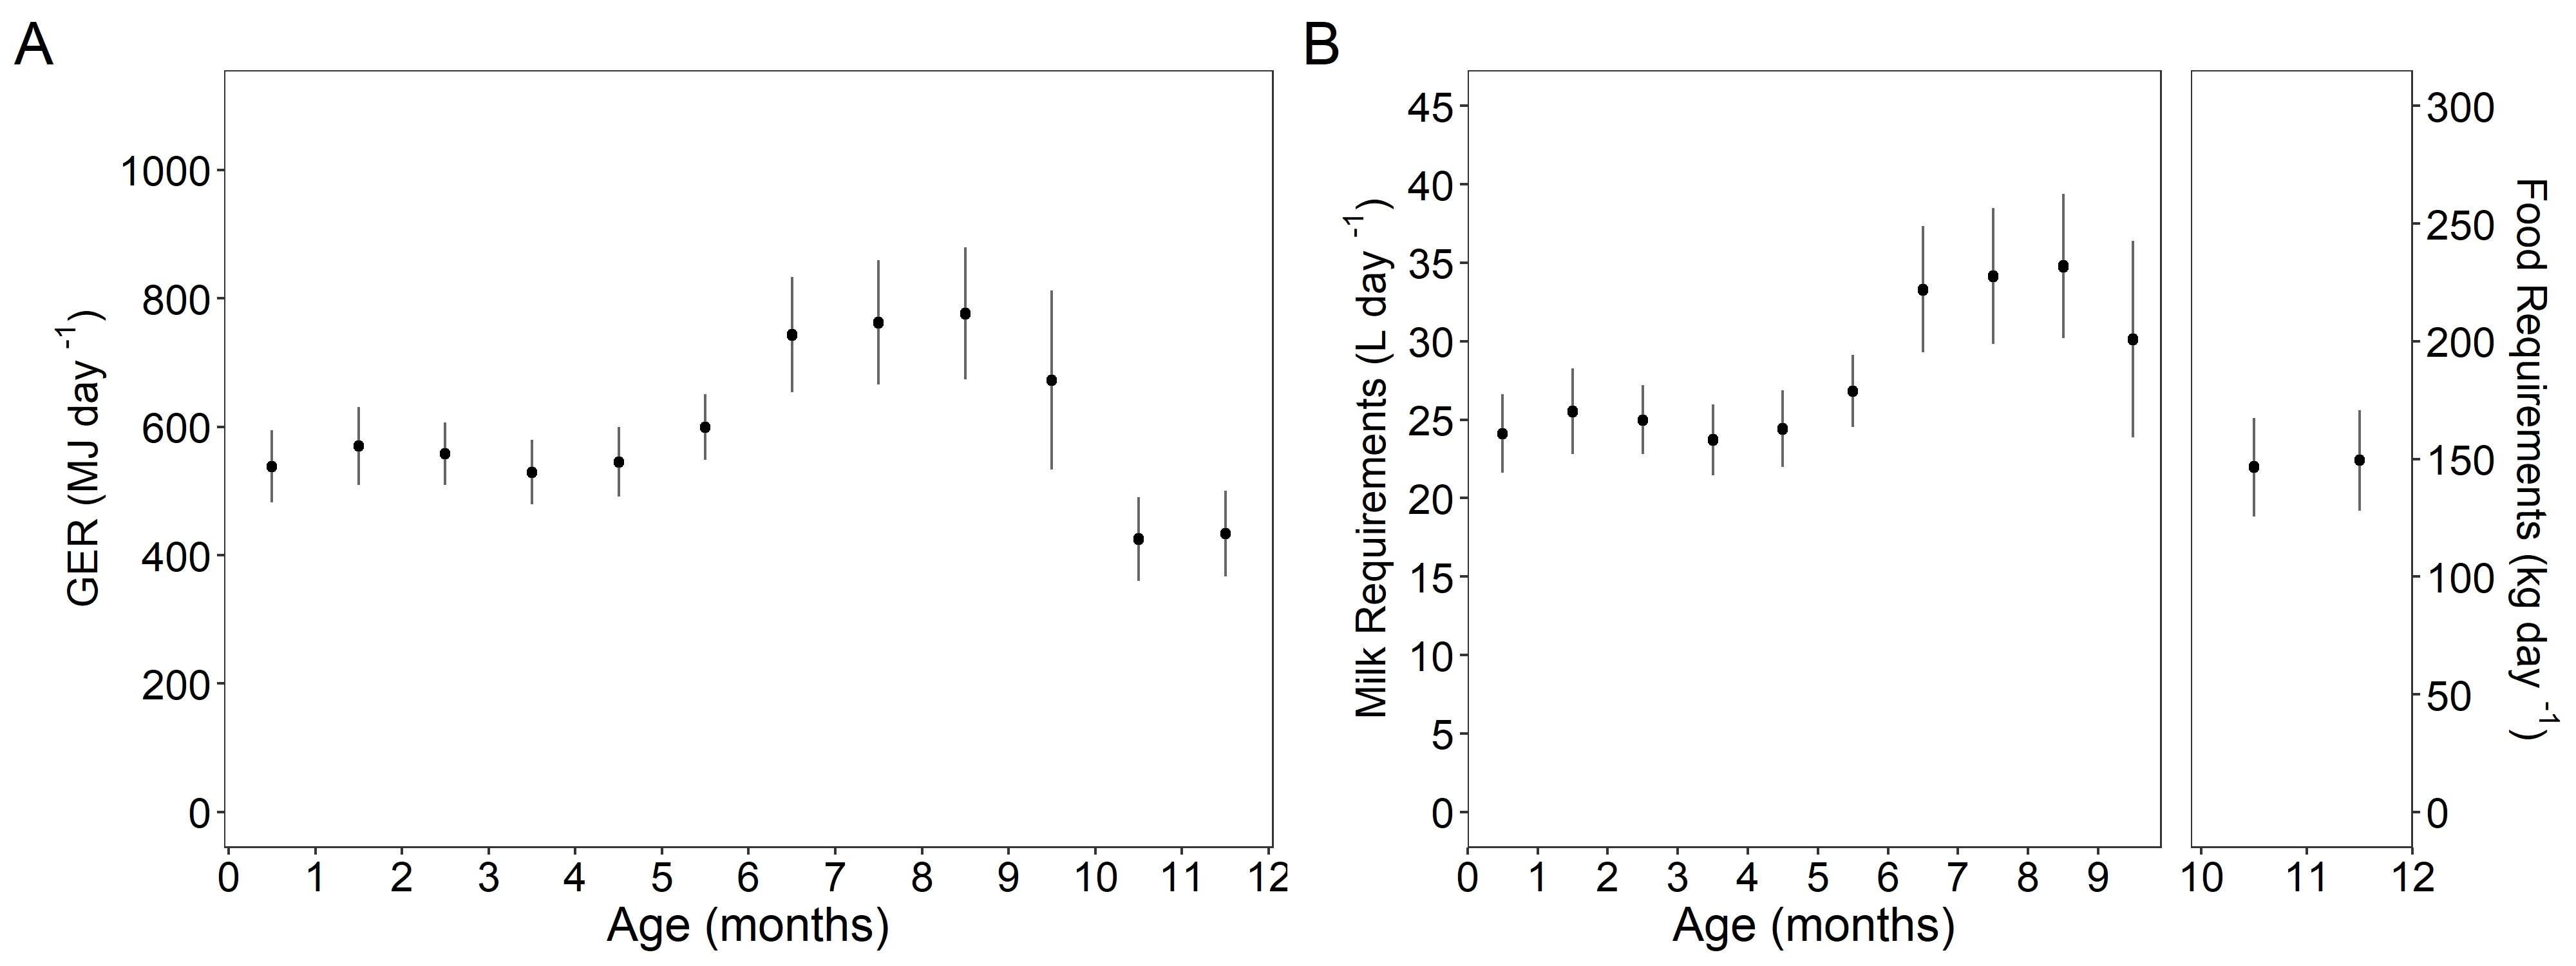 A
GER (MJ day -1)
1000
800
600
400
200
0
0 1 2 3 4 5 6 7 8 9 10 11 12
Age (months)
B
Milk Requirements (L day -1)
45
40
35
30
25
20
15
10
5
0
0 1 2 3 4 5 6 7 8 9
10 11 12
Age (months)
300
250
200
150
100
50
0
Food Requirements (kg day -1)